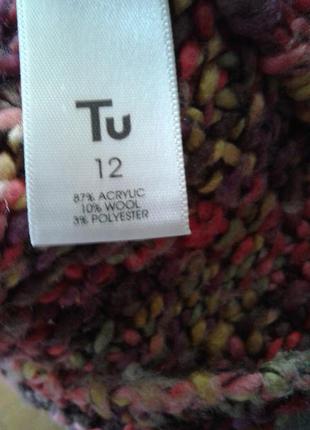 Tu
12
87% ACRYLIC
10% WOOL
3% POLYESTER